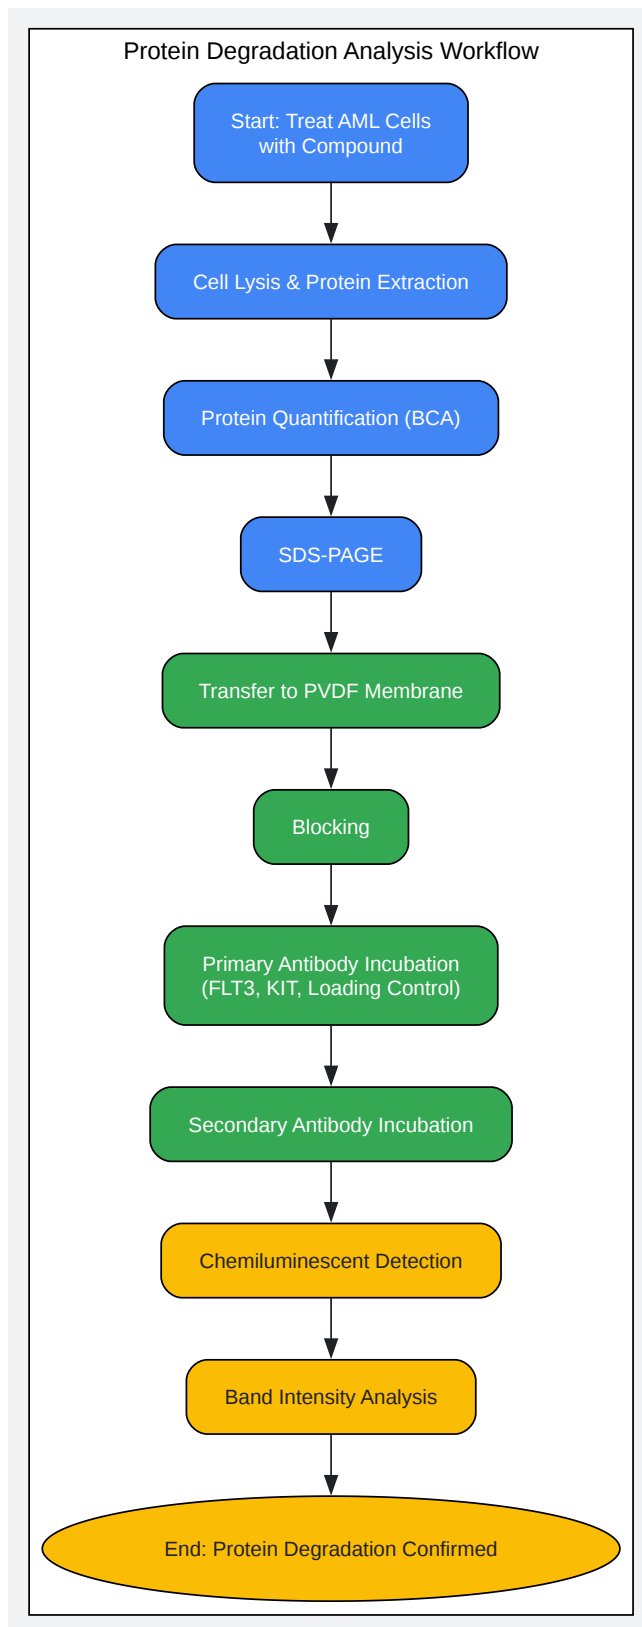 Protein Degradation Analysis Workflow
Start: Treat AML Cells
with Compound
Cell Lysis & Protein Extraction
Protein Quantification (BCA)
SDS-PAGE
Transfer to PVDF Membrane
Blocking
Primary Antibody Incubation
(FLT3, KIT, Loading Control)
Secondary Antibody Incubation
Chemiluminescent Detection
Band Intensity Analysis
End: Protein Degradation Confirmed